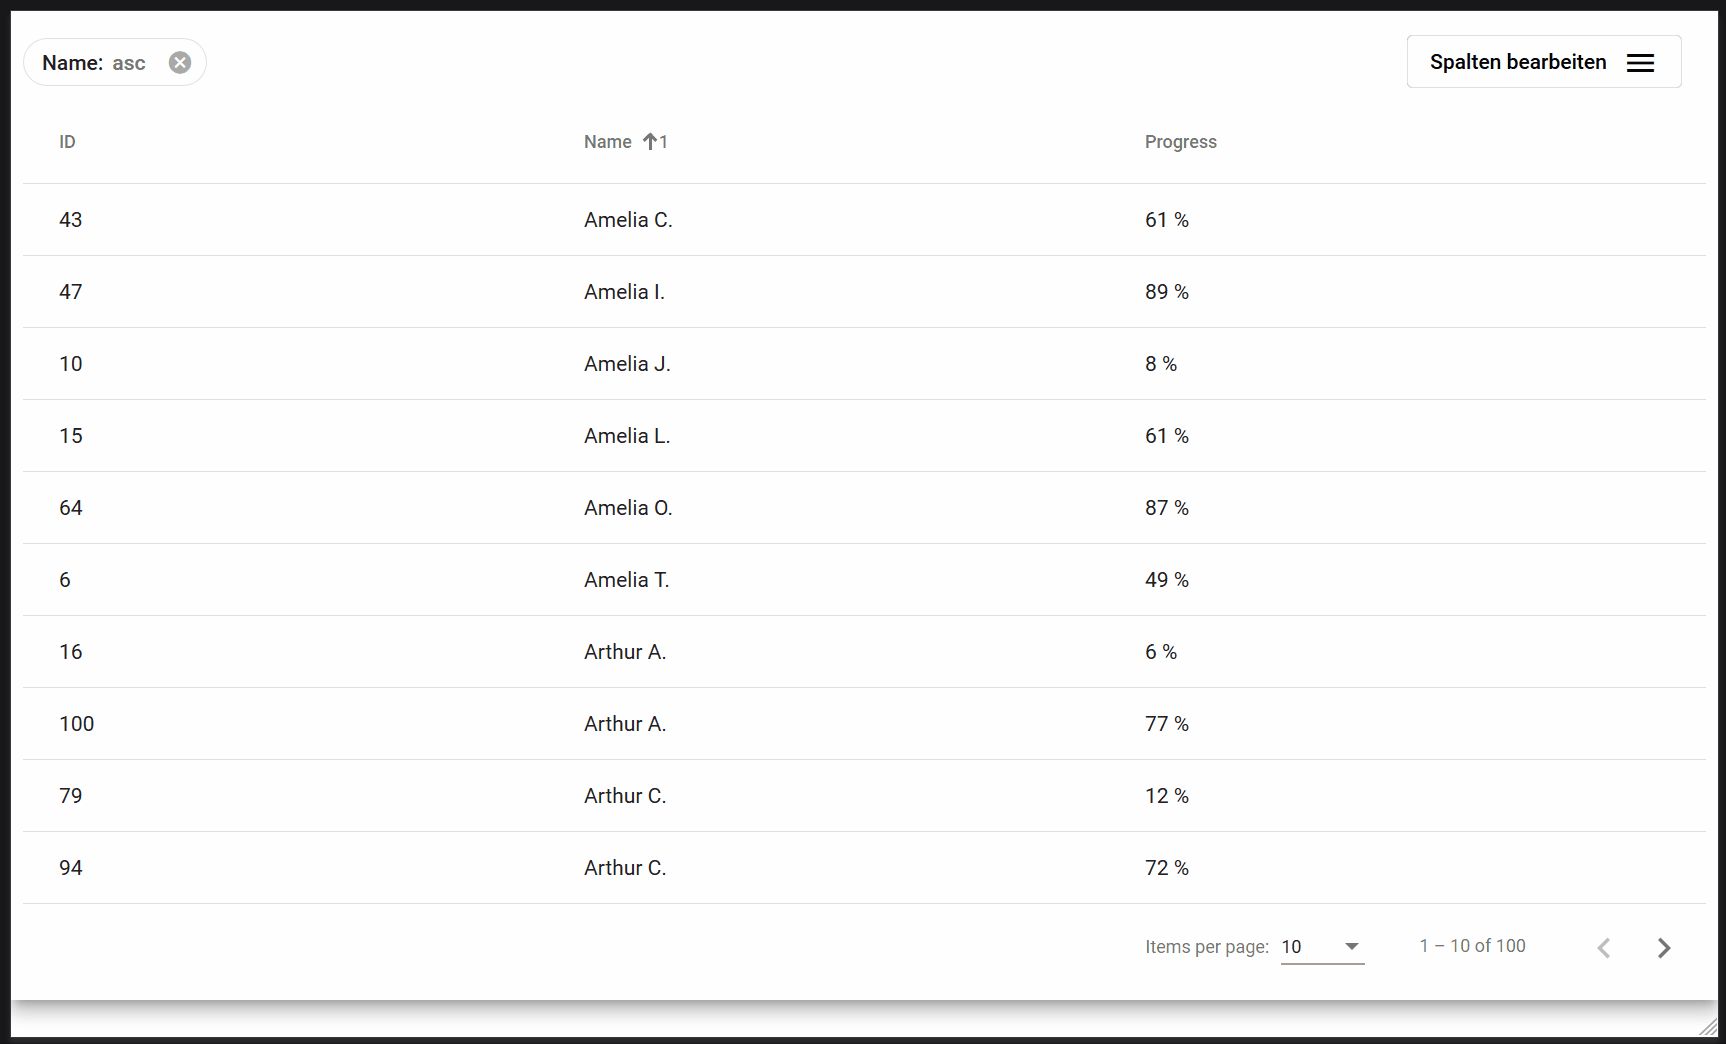 Name: asc
Spalten bearbeiten
ID Name 1 Progress
43 Amelia C. 61 %
47 Amelia I. 89 %
10 Amelia J. 8 %
15 Amelia L. 61 %
64 Amelia O. 87 %
6 Amelia T. 49 %
16 Arthur A. 6 %
100 Arthur A. 77 %
79 Arthur C. 12 %
94 Arthur C. 72 %
Items per page: 10 1 – 10 of 100